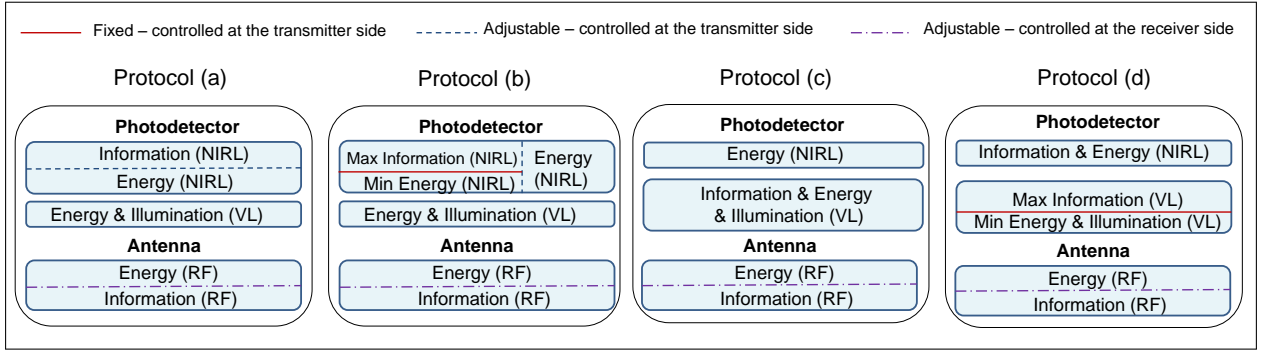 Fixed – controlled at the transmitter side
Adjustable – controlled at the transmitter side
Adjustable – controlled at the receiver side
Protocol (a)
Photodetector
Information (NIRL)
Energy (NIRL)
Energy & Illumination (VL)
Antenna
Energy (RF)
Information (RF)
Protocol (b)
Photodetector
Max Information (NIRL)
Min Energy (NIRL)
Energy
(NIRL)
Energy & Illumination (VL)
Antenna
Energy (RF)
Information (RF)
Protocol (c)
Photodetector
Energy (NIRL)
Information & Energy
& Illumination (VL)
Antenna
Energy (RF)
Information (RF)
Protocol (d)
Photodetector
Information & Energy (NIRL)
Max Information (VL)
Min Energy & Illumination (VL)
Antenna
Energy (RF)
Information (RF)